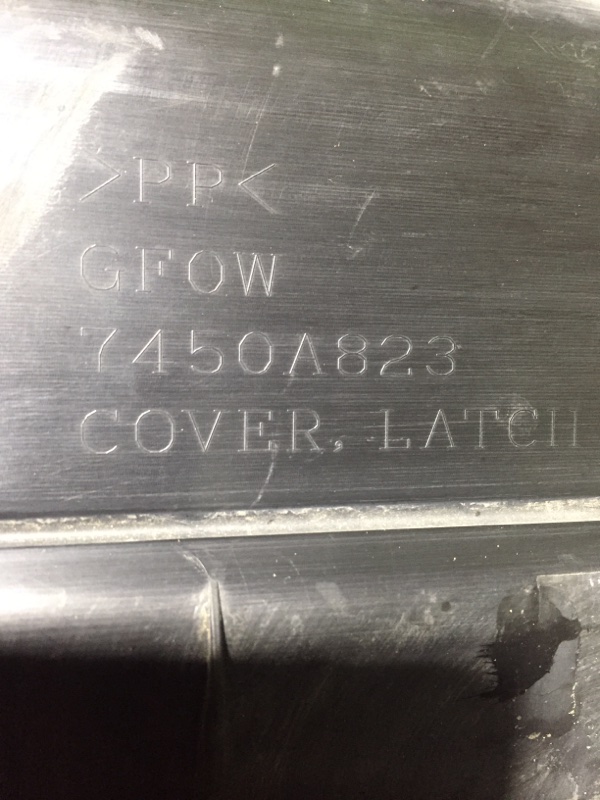 >PP<
GFOW
7450A823
COVER, LATCH